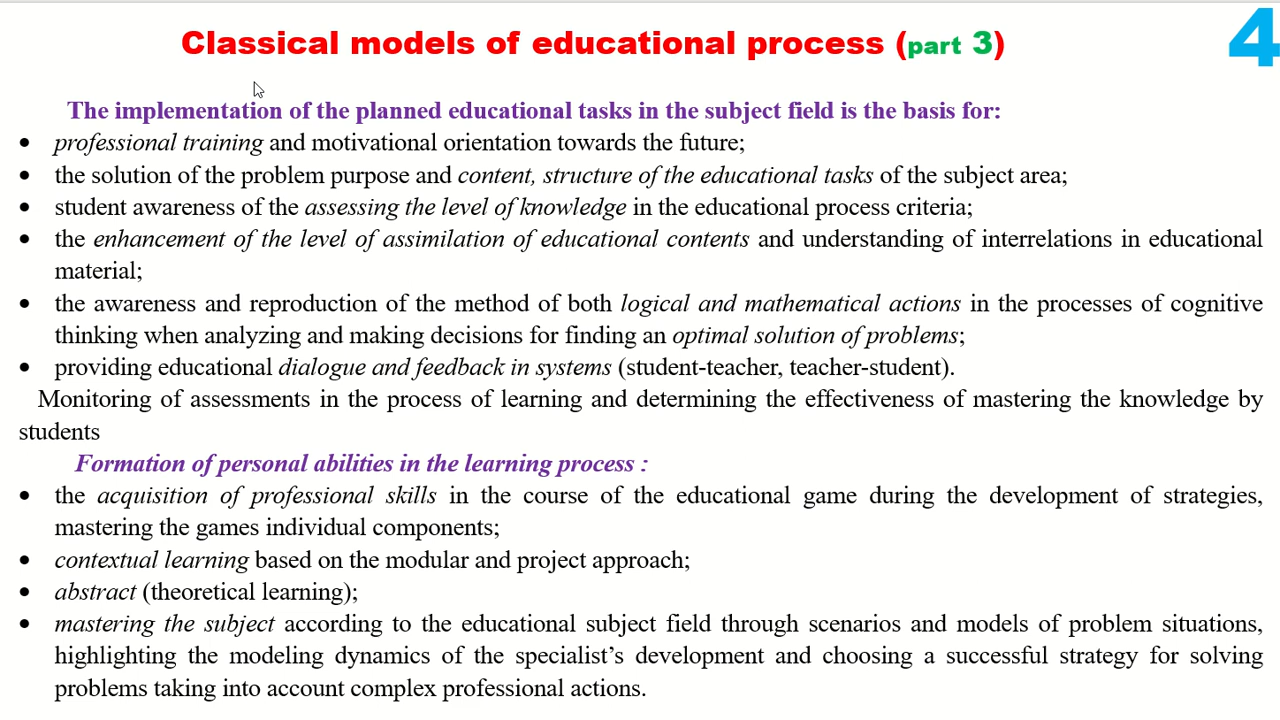 Classical models of educational process (part 3)
4
The implementation of the planned educational tasks in the subject field is the basis for:
• professional training and motivational orientation towards the future;
• the solution of the problem purpose and content, structure of the educational tasks of the subject area;
• student awareness of the assessing the level of knowledge in the educational process criteria;
• the enhancement of the level of assimilation of educational contents and understanding of interrelations in educational
material;
• the awareness and reproduction of the method of both logical and mathematical actions in the processes of cognitive
thinking when analyzing and making decisions for finding an optimal solution of problems;
• providing educational dialogue and feedback in systems (student-teacher, teacher-student).
Monitoring of assessments in the process of learning and determining the effectiveness of mastering the knowledge by
students
Formation of personal abilities in the learning process :
• the acquisition of professional skills in the course of the educational game during the development of strategies,
mastering the games individual components;
• contextual learning based on the modular and project approach;
• abstract (theoretical learning);
• mastering the subject according to the educational subject field through scenarios and models of problem situations,
highlighting the modeling dynamics of the specialist’s development and choosing a successful strategy for solving
problems taking into account complex professional actions.